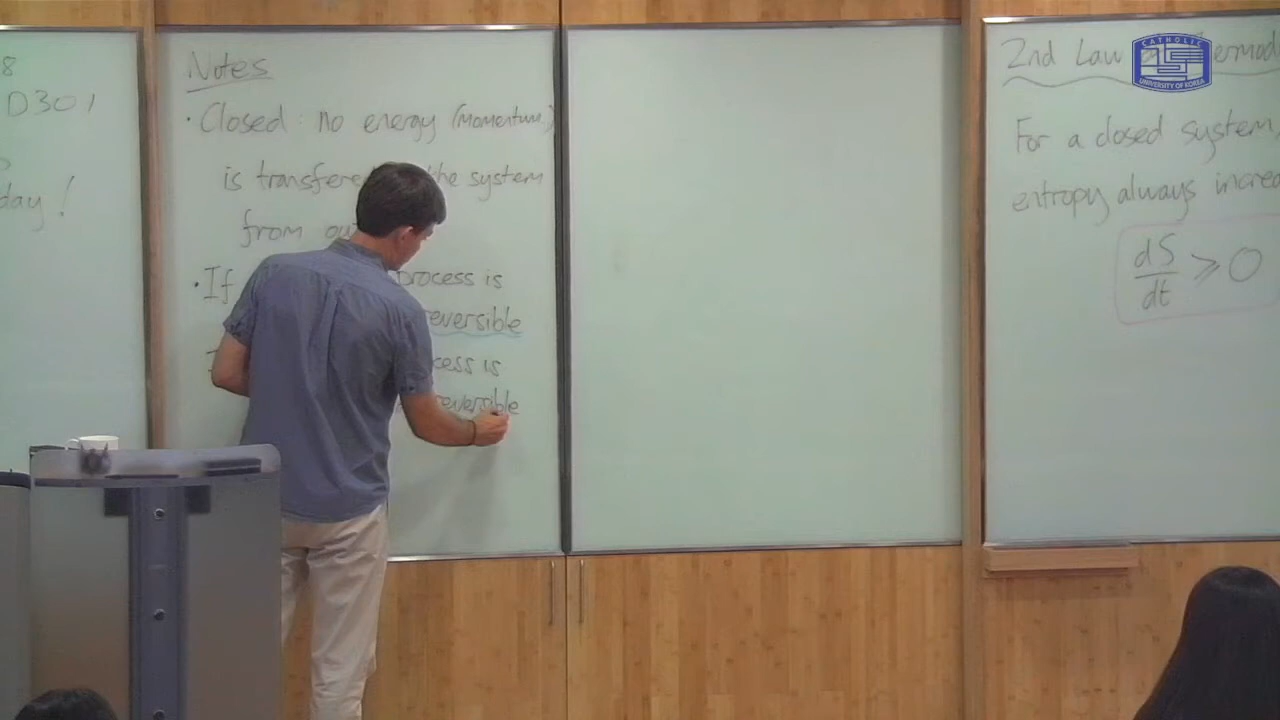 8
D301
day!
Notes
· Closed: no energy (momentum)
is transfere the system
from
· If process is
reversible
cess is
reversible
2nd Law
For a closed system,
entropy always increa
dS/dt ≥ 0
CATHOLIC
UNIVERSITY OF KOREA